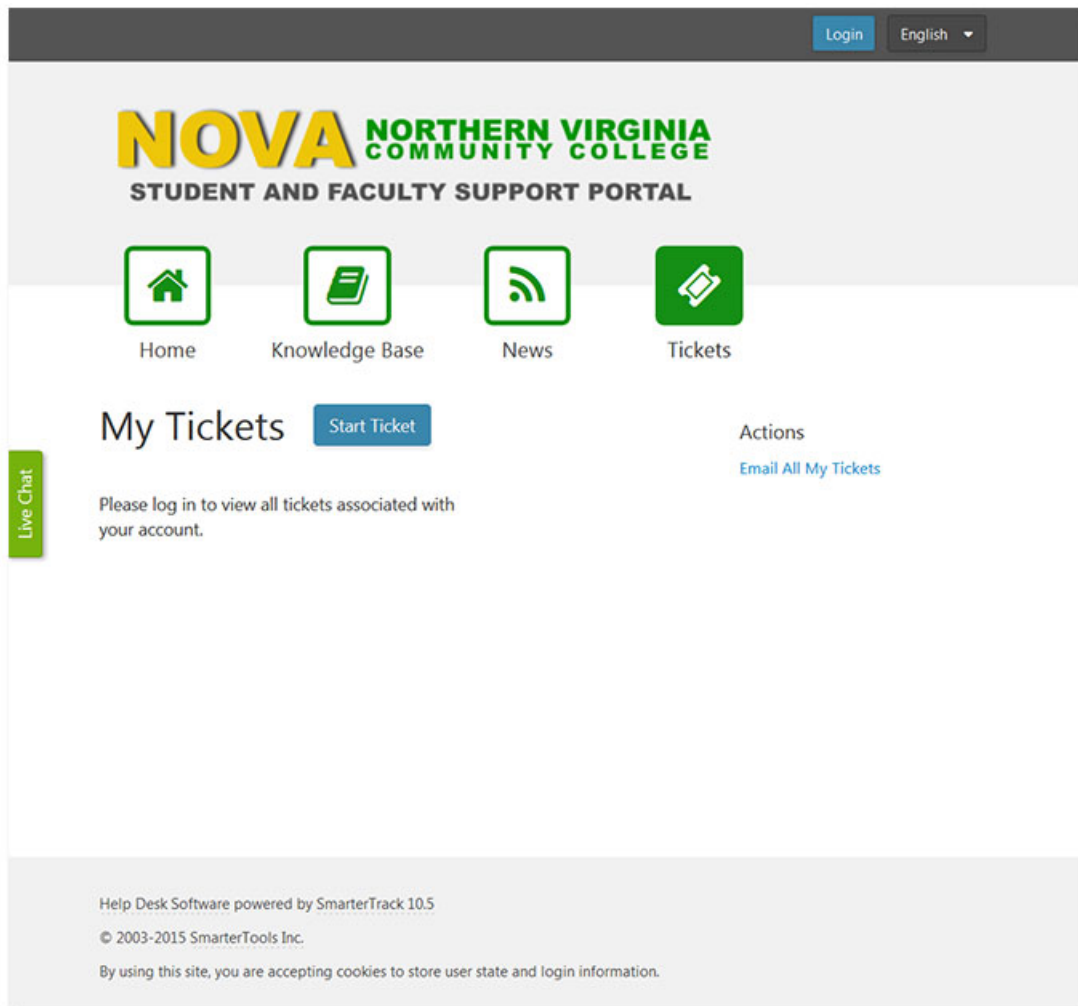 Login English
NOVA NORTHERN VIRGINIA
COMMUNITY COLLEGE
STUDENT AND FACULTY SUPPORT PORTAL
Home Knowledge Base News Tickets
My Tickets Start Ticket
Actions
Email All My Tickets
Live Chat
Please log in to view all tickets associated with
your account.
Help Desk Software powered by SmarterTrack 10.5
© 2003-2015 SmarterTools Inc.
By using this site, you are accepting cookies to store user state and login information.